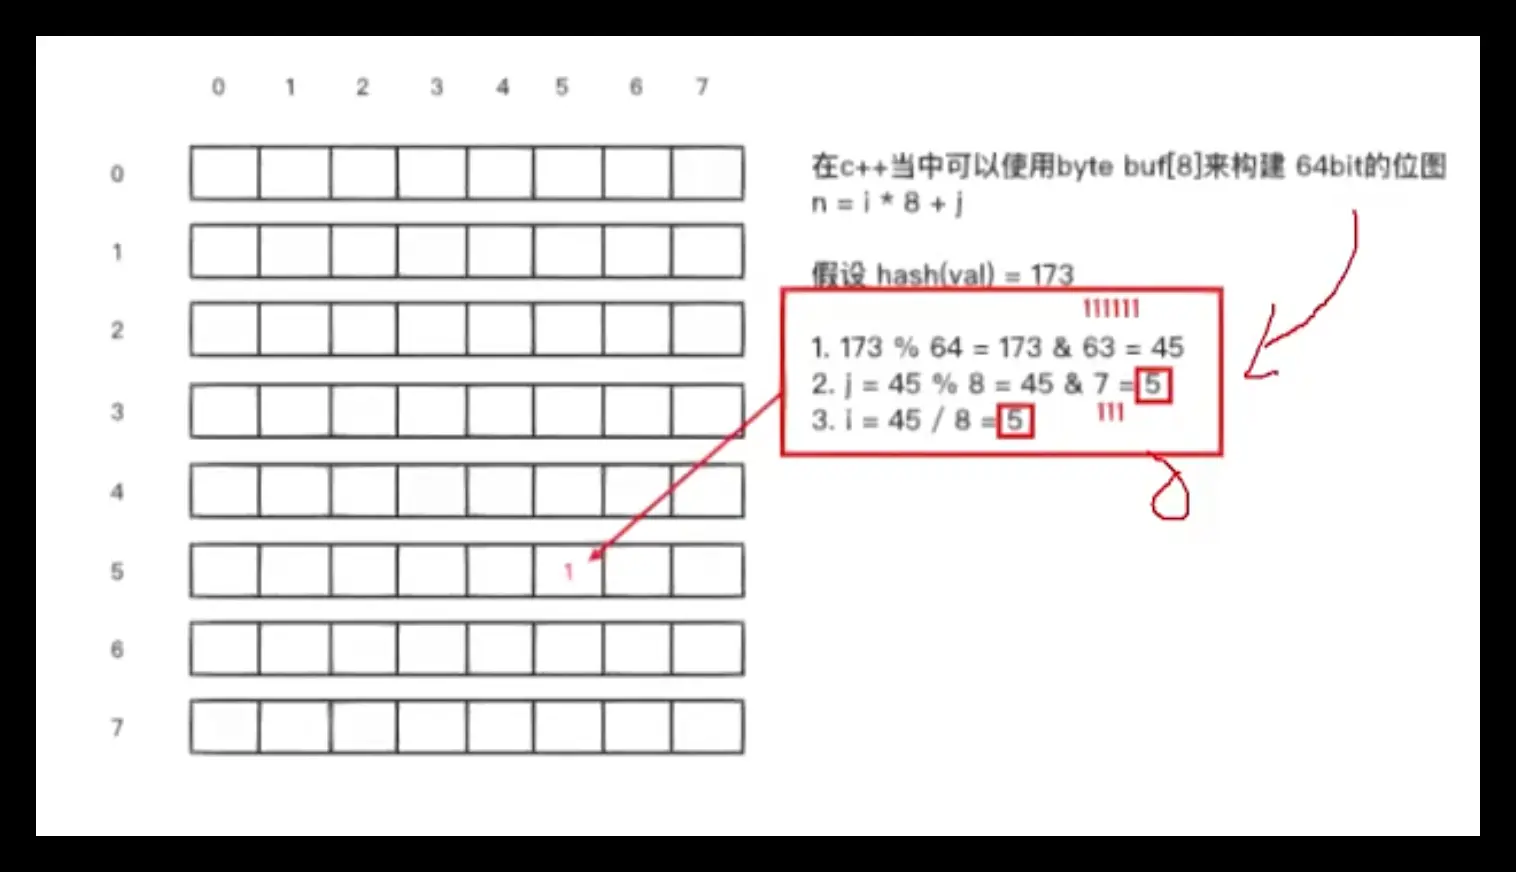 0 1 2 3 4 5 6 7
0
1
2
3
4
5
6
7
1
在c++当中可以使用byte buf[8]来构建 64bit的位图
n = i * 8 + j
假设 hash(val) = 173
111111
1. 173 % 64 = 173 & 63 = 45
2. j = 45 % 8 = 45 & 7 = 5
3. i = 45 / 8 = 5
111